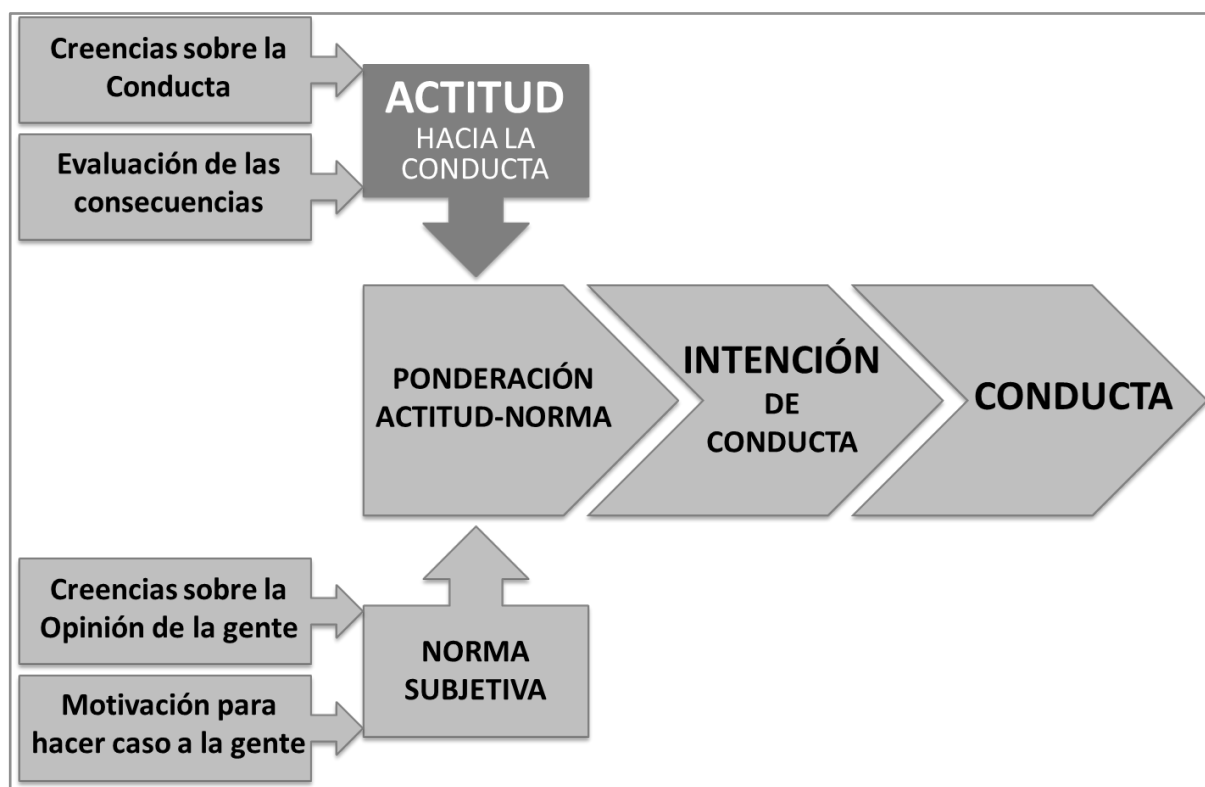 Creencias sobre la
Conducta
Evaluación de las
consecuencias
ACTITUD
HACIA LA
CONDUCTA
PONDERACIÓN
ACTITUD-NORMA
INTENCIÓN
DE
CONDUCTA
CONDUCTA
Creencias sobre la
Opinión de la gente
Motivación para
hacer caso a la gente
NORMA
SUBJETIVA